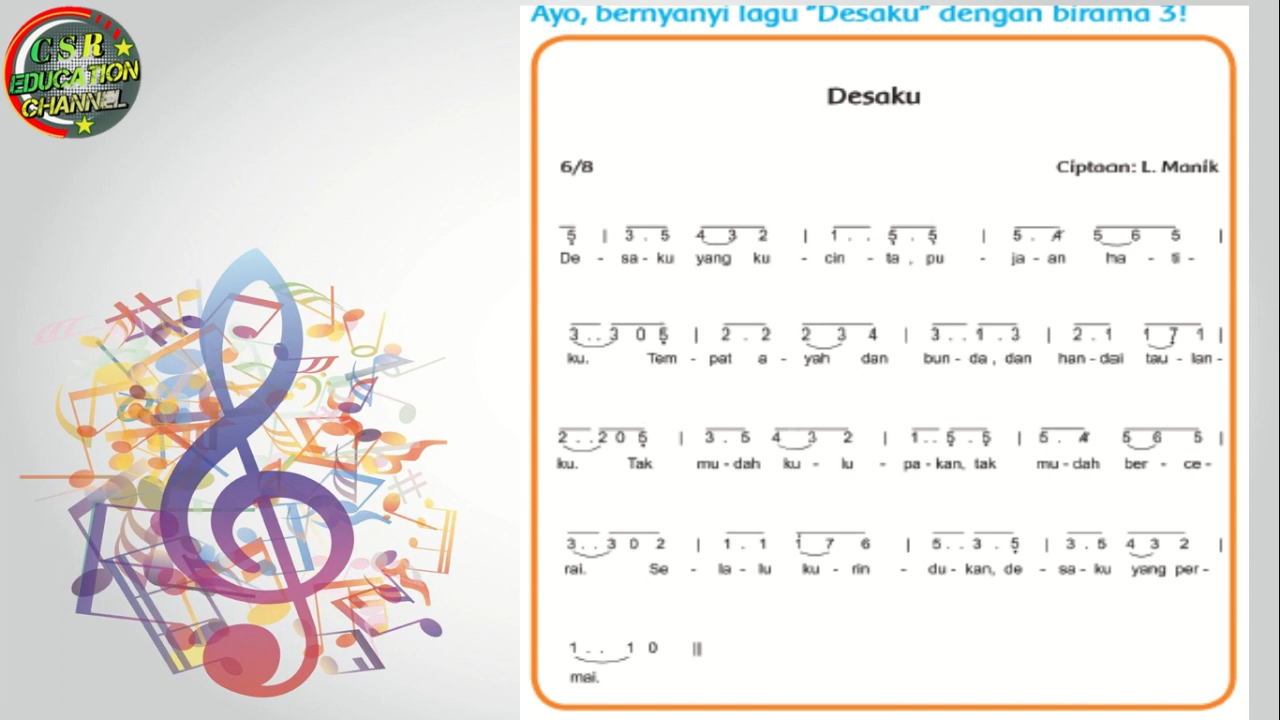 CSR
EDUCATION
CHANNEL
Ayo, bernyanyi lagu "Desaku" dengan birama 3!
Desaku
6/8 Ciptaan: L. Manik
5̣ | 3 . 5 4 3 2 | 1 . . 5̣ . 5̣ | 5 . 4̸ 5 6 5 |
De - sa - ku yang ku - cin - ta , pu - ja - an ha - ti -
3 . . 3 0 5̣ | 2 . 2 2 3 4 | 3 . . 1 . 3 | 2 . 1 1 7̣ 1 |
ku. Tem - pat a - yah dan bun - da , dan han - dai tau - lan -
2 . . 2 0 5̣ | 3 . 5 4 3 2 | 1 . . 5̣ . 5̣ | 5 . 4̸ 5 6 5 |
ku. Tak mu - dah ku - lu - pa - kan, tak mu - dah ber - ce -
3 . . 3 0 2 | 1 . 1 1̇ 7 6 | 5 . . 3 . 5̣ | 3 . 5 4 3 2 |
rai. Se - la - lu ku - rin - du - kan, de - sa - ku yang per -
1 . . 1 0 ||
mai.